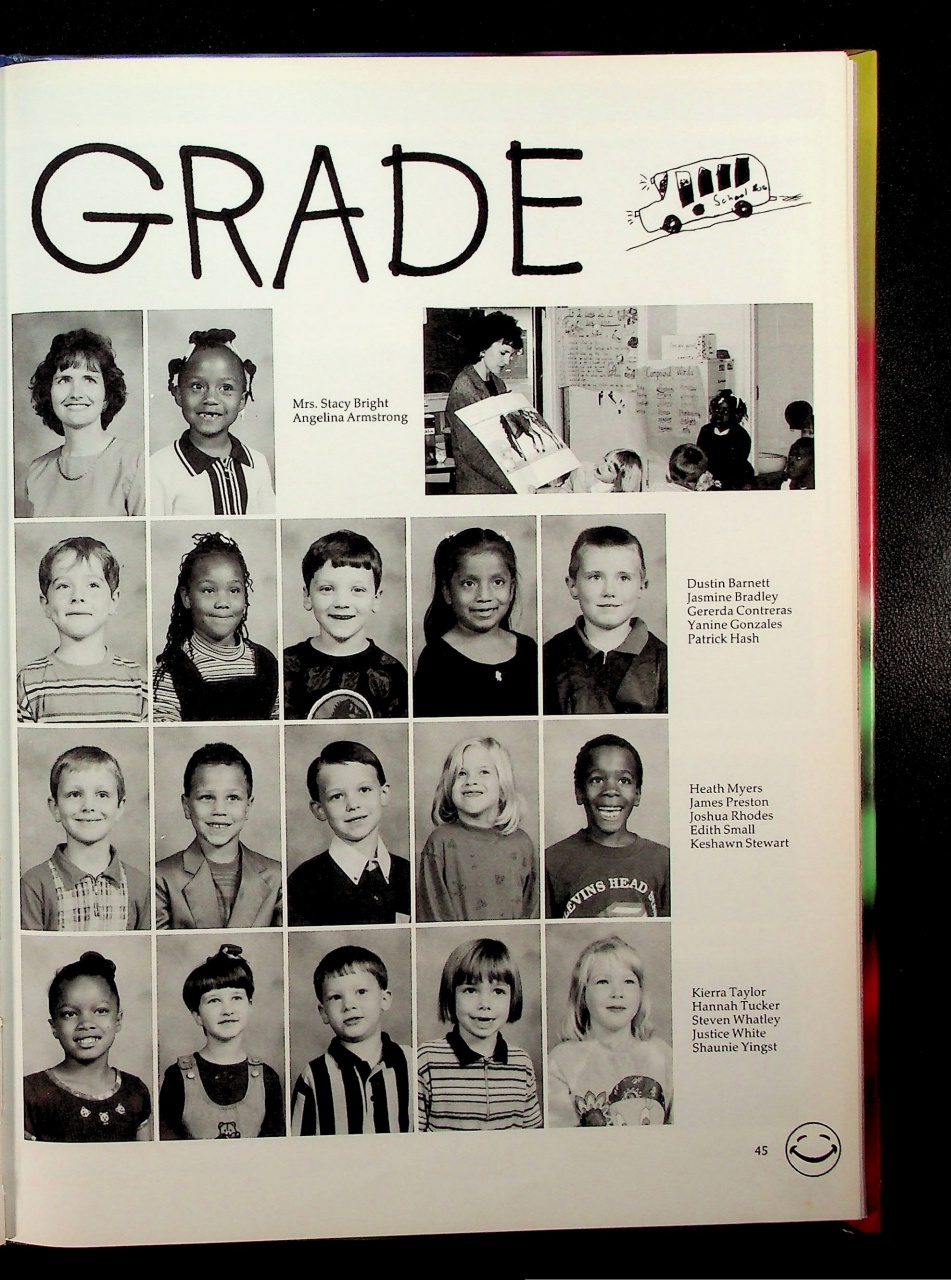 GRADE
School Bus
Mrs. Stacy Bright
Angelina Armstrong
Compound Words
Dustin Barnett
Jasmine Bradley
Gererda Contreras
Yanine Gonzales
Patrick Hash
Heath Myers
James Preston
Joshua Rhodes
Edith Small
Keshawn Stewart
EVINS HEAD S
Kierra Taylor
Hannah Tucker
Steven Whatley
Justice White
Shaunie Yingst
45